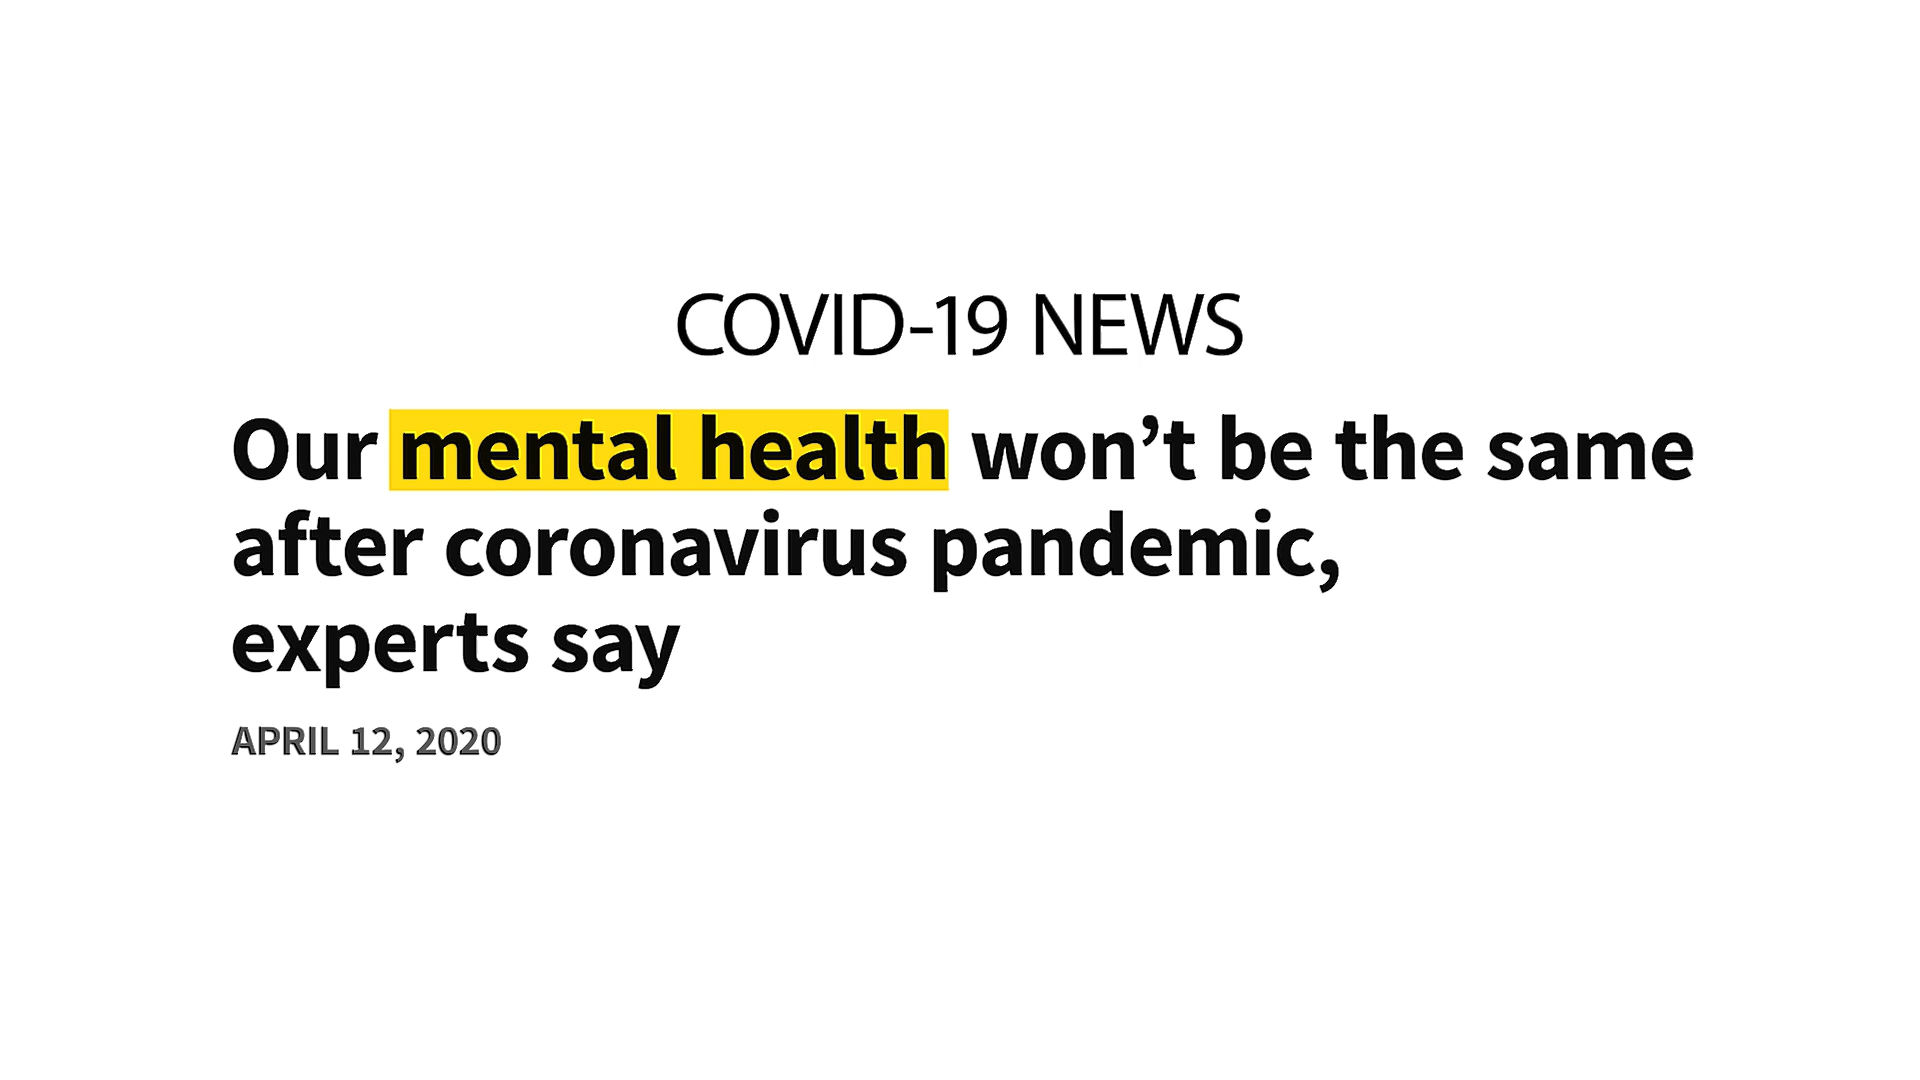 COVID-19 NEWS
Our mental health won’t be the same
after coronavirus pandemic,
experts say
APRIL 12, 2020